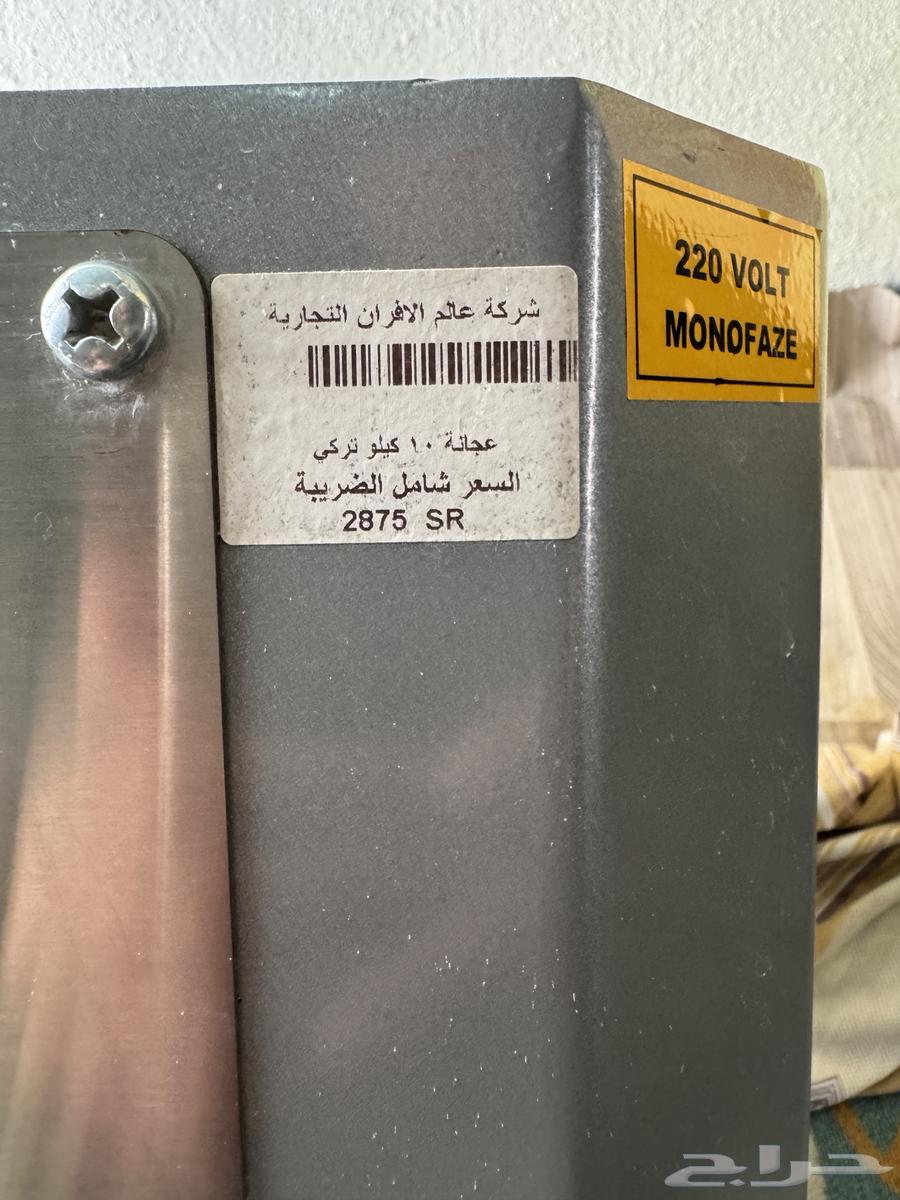 شركة عالم الافران التجارية
عجانة ١٠ كيلو تركي
السعر شامل الضريبة
2875 SR
220 VOLT
MONOFAZE
حراج